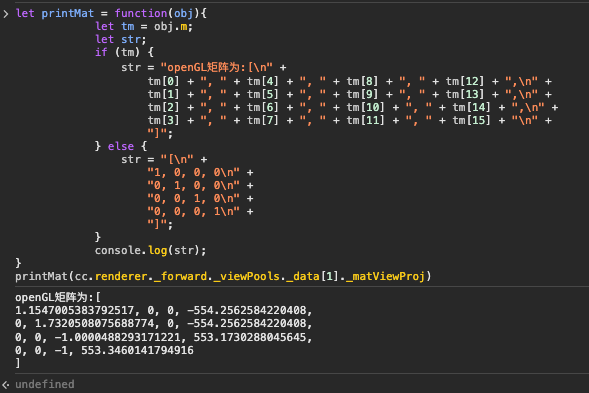 let printMat = function(obj){
let tm = obj.m;
let str;
if (tm) {
str = "openGL矩阵为:[\n" +
tm[0] + ", " + tm[4] + ", " + tm[8] + ", " + tm[12] + ",\n" +
tm[1] + ", " + tm[5] + ", " + tm[9] + ", " + tm[13] + ",\n" +
tm[2] + ", " + tm[6] + ", " + tm[10] + ", " + tm[14] + ",\n" +
tm[3] + ", " + tm[7] + ", " + tm[11] + ", " + tm[15] + "\n" +
"]";
} else {
str = "[\n" +
"1, 0, 0, 0\n" +
"0, 1, 0, 0\n" +
"0, 0, 1, 0\n" +
"0, 0, 0, 1\n" +
"]";
}
console.log(str);
}
printMat(cc.renderer._forward._viewPools._data[1]._matViewProj)
openGL矩阵为:[
1.1547005383792517, 0, 0, -554.2562584220408,
0, 1.7320508075688774, 0, -554.2562584220408,
0, 0, -1.0000488293171221, 553.1730288045645,
0, 0, -1, 553.3460141794916
]
undefined